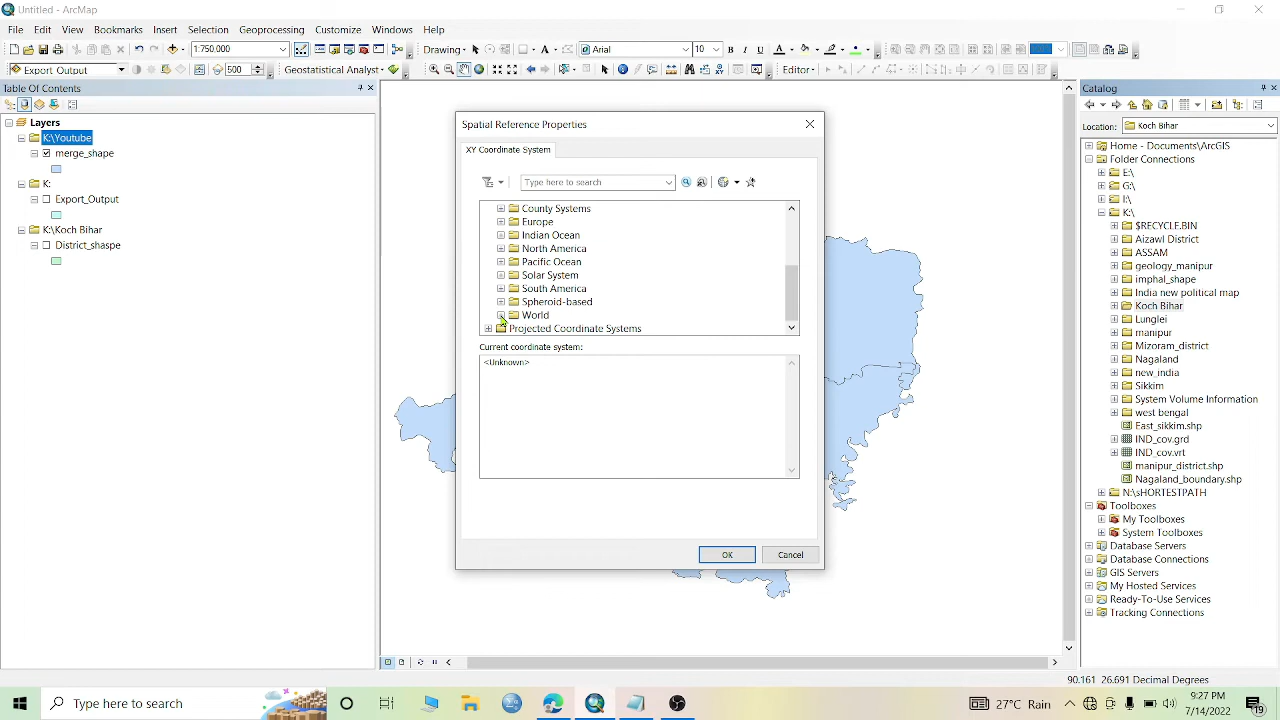 Untitled - ArcMap
File Edit View Bookmarks Insert Selection Geoprocessing Customize Windows Help
1:750,000
Drawing
Arial
10
B I U A
Export Output
30
Geostatistical Analyst
Editor
Table Of Contents
Layers
K:\Youtube
merge_shape
K:
Export_Output
K:\Koch Bihar
District_shaspe
Spatial Reference Properties
XY Coordinate System
Type here to search
County Systems
Europe
Indian Ocean
North America
Pacific Ocean
Solar System
South America
Spheroid-based
World
Projected Coordinate Systems
Current coordinate system:
<Unknown>
OK
Cancel
Catalog
Location: Koch Bihar
Home - Documents\ArcGIS
Folder Connections
E:\
G:\
I:\
K:\
$RECYCLE.BIN
Aizawl District
ASSAM
geology_manipur
imphal_shape
India new political map
Koch Bihar
Lunglei
manipur
Mizoram_district
Nagaland
new_india
Sikkim
System Volume Information
west bengal
East_sikkim.shp
IND_cov.grd
IND_cov.vrt
manipur_district.shp
Nagaland_boundary.shp
N:\sHORTESTPATH
Toolboxes
My Toolboxes
System Toolboxes
Database Servers
Database Connections
GIS Servers
My Hosted Services
Ready-To-Use Services
Tracking Connections
90.161 26.691 Decimal Degrees
Type here to search
27°C Rain
9:27 PM
7/14/2022
19